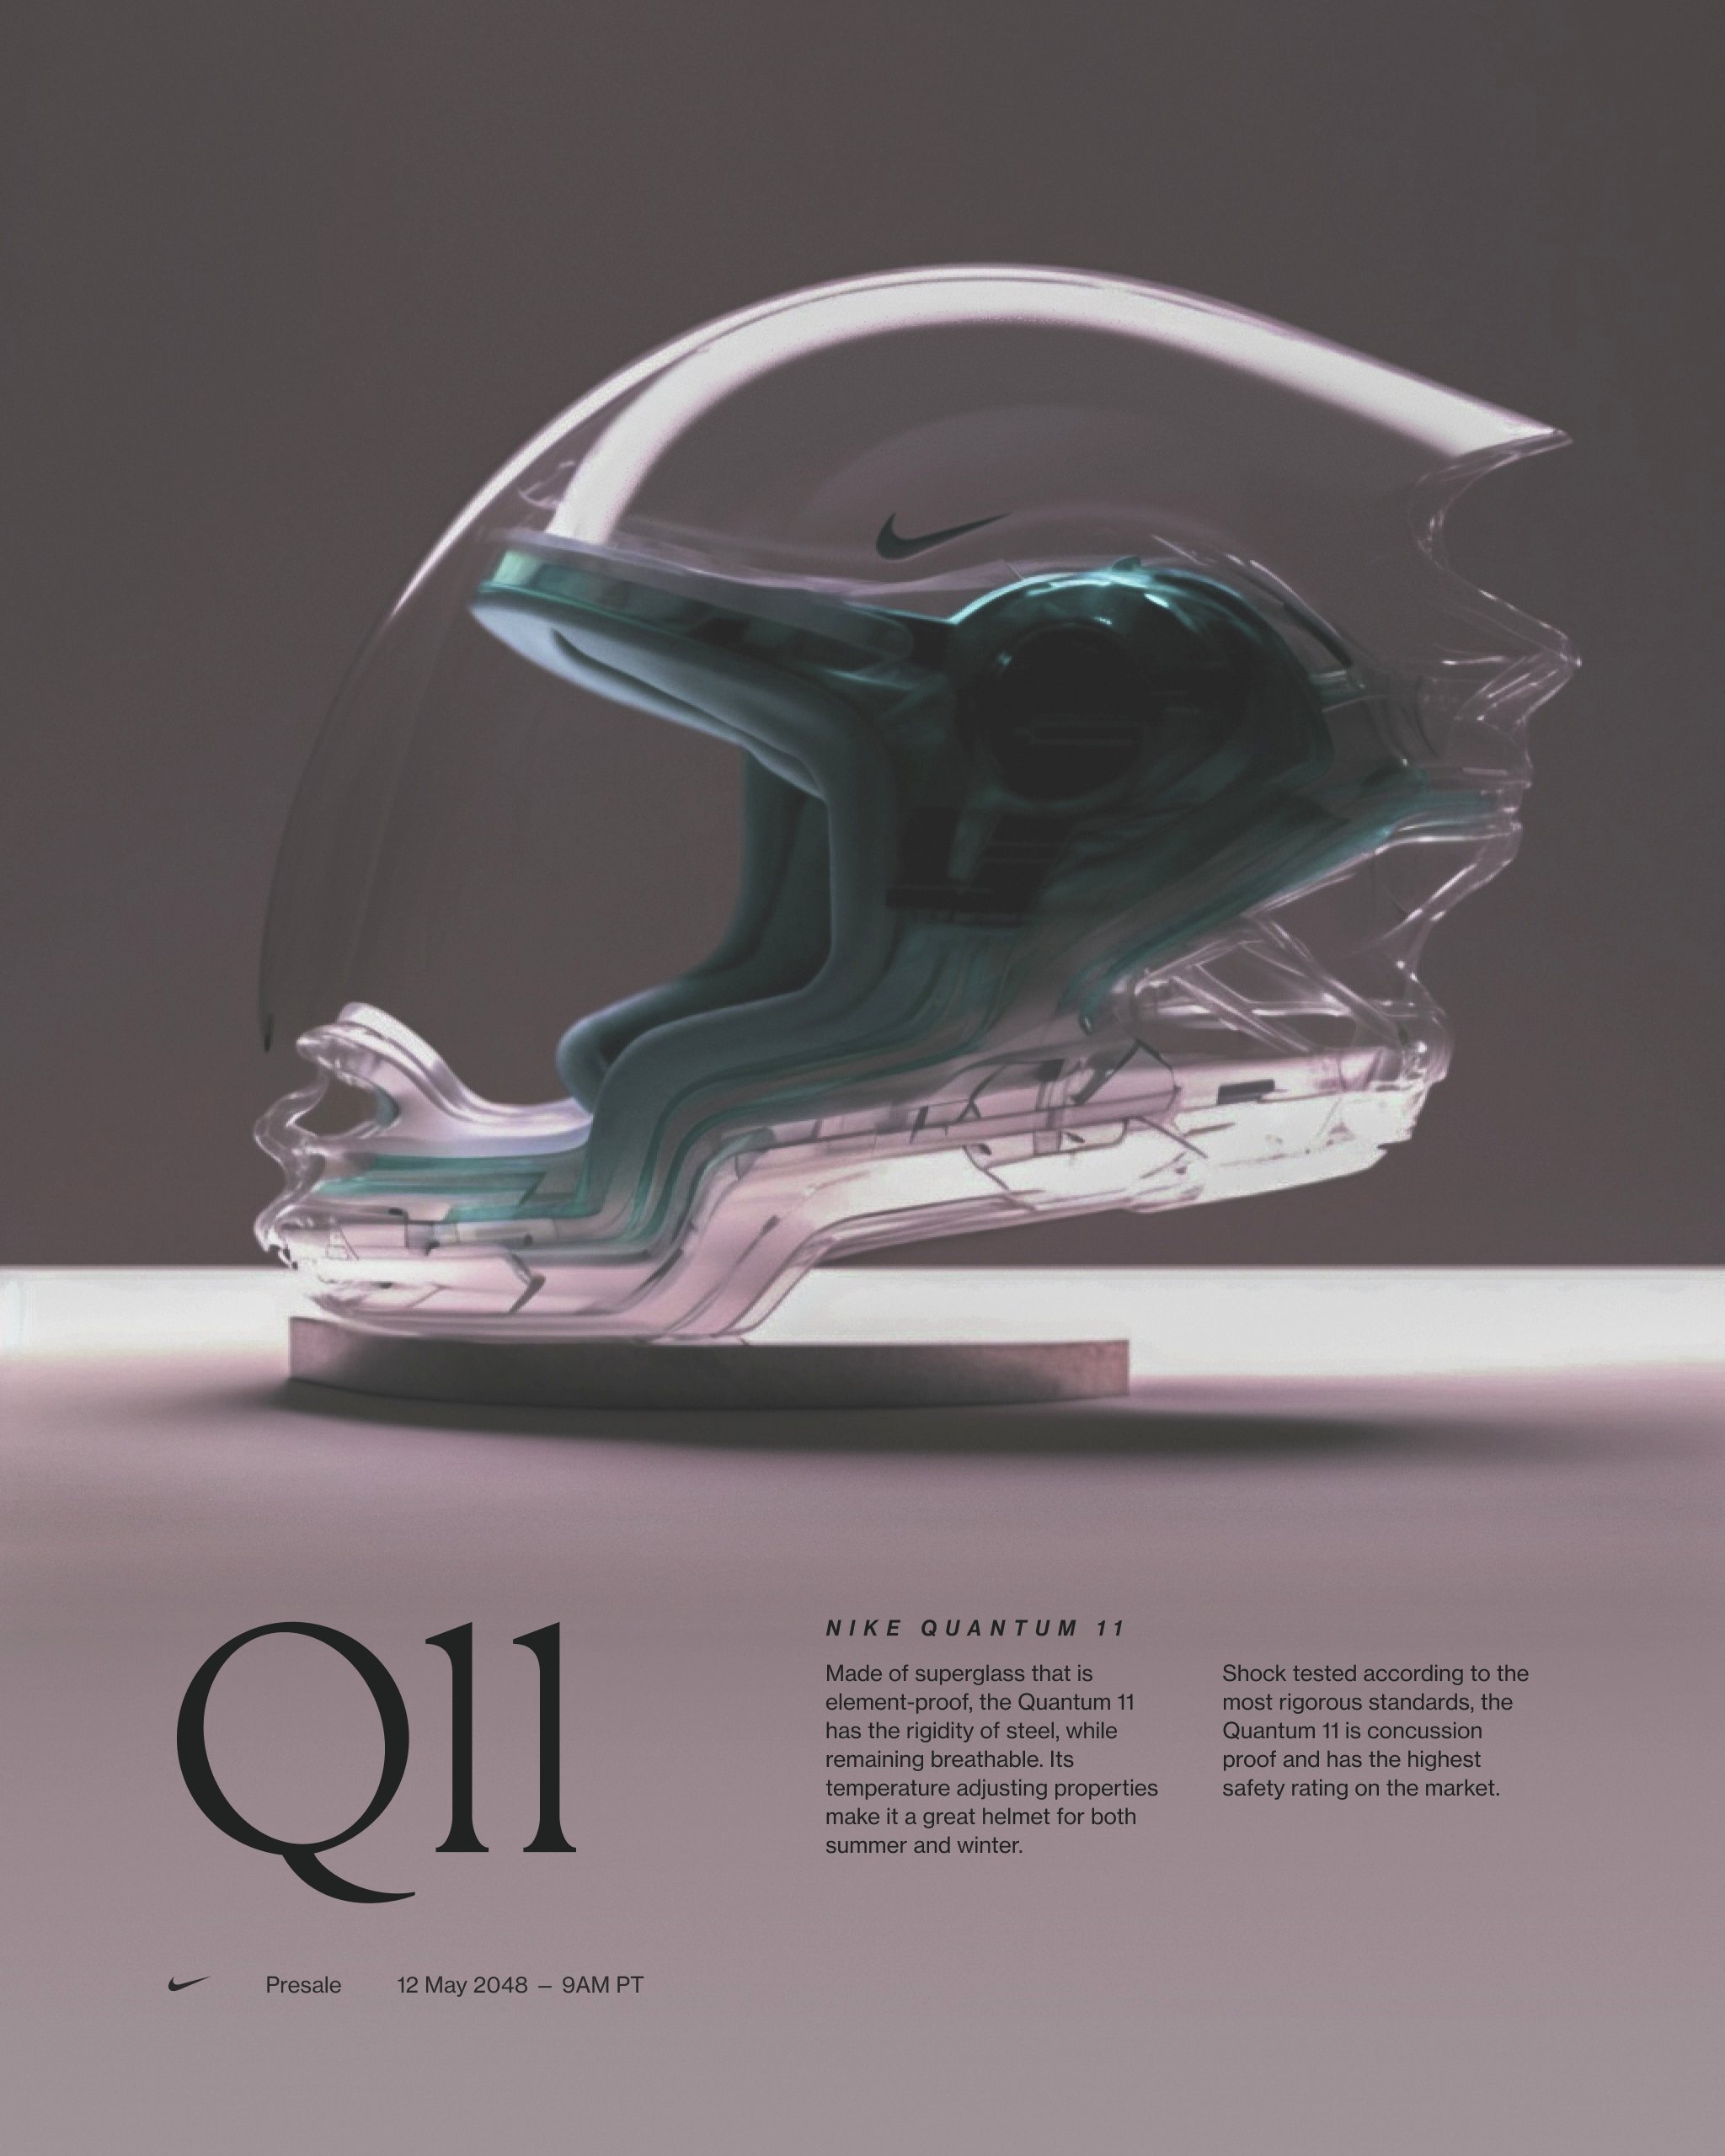 Q11
NIKE QUANTUM 11
Made of superglass that is
element-proof, the Quantum 11
has the rigidity of steel, while
remaining breathable. Its
temperature adjusting properties
make it a great helmet for both
summer and winter.
Shock tested according to the
most rigorous standards, the
Quantum 11 is concussion
proof and has the highest
safety rating on the market.
Presale
12 May 2048 — 9AM PT